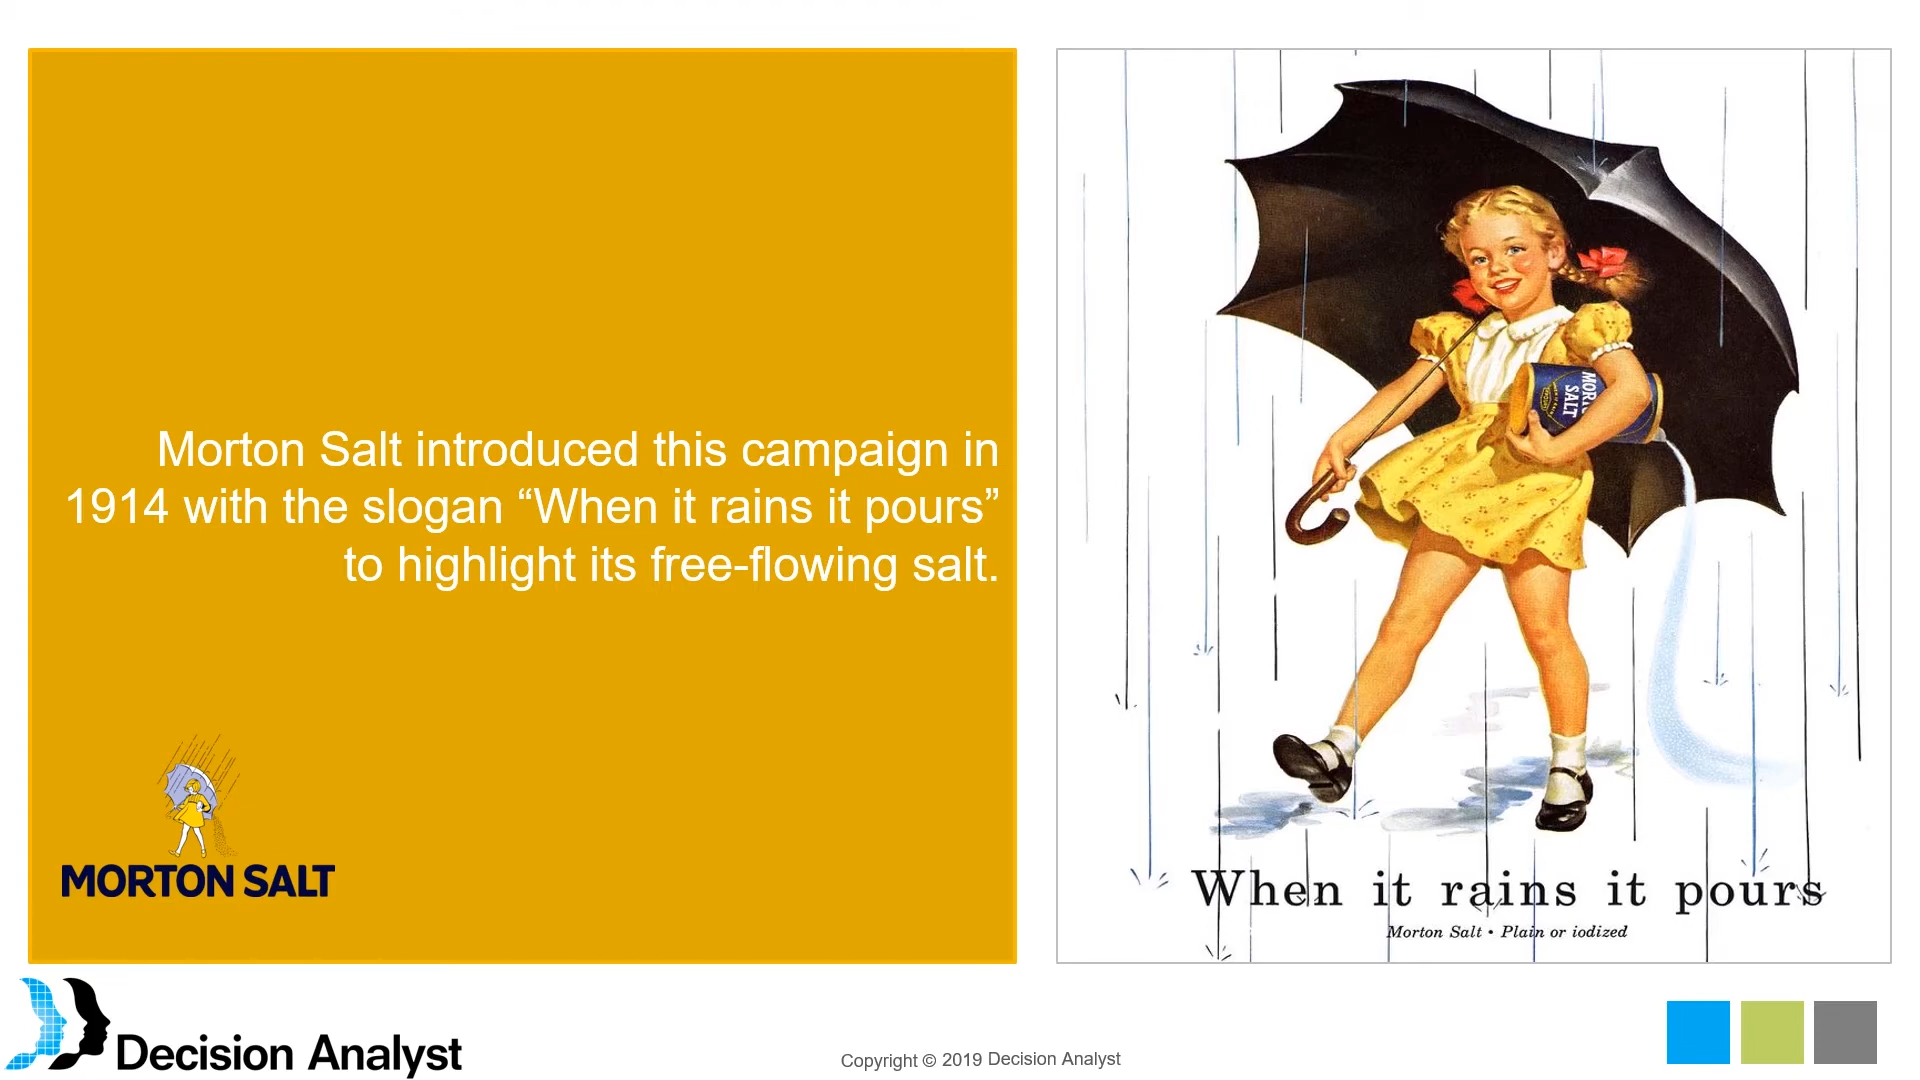 Morton Salt introduced this campaign in
1914 with the slogan “When it rains it pours”
to highlight its free-flowing salt.
MORTON SALT
MORTON
SALT
When it rains it pours
Morton Salt • Plain or iodized
Decision Analyst
Copyright © 2019 Decision Analyst